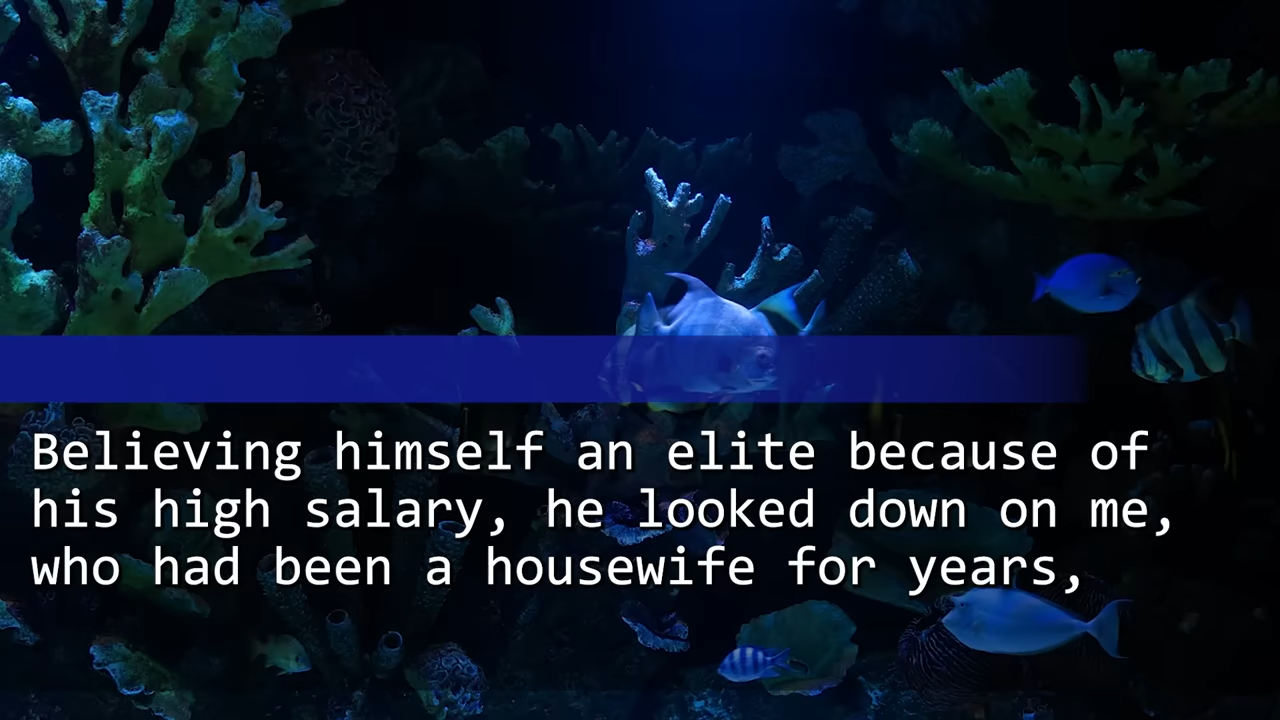 Believing himself an elite because of
his high salary, he looked down on me,
who had been a housewife for years,